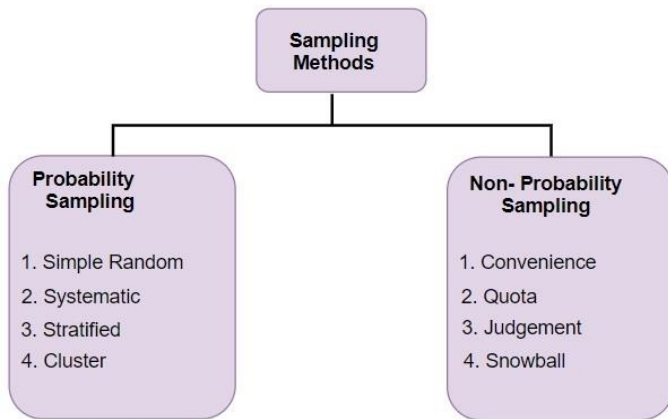 Sampling
Methods
Probability
Sampling
1. Simple Random
2. Systematic
3. Stratified
4. Cluster
Non- Probability
Sampling
1. Convenience
2. Quota
3. Judgement
4. Snowball